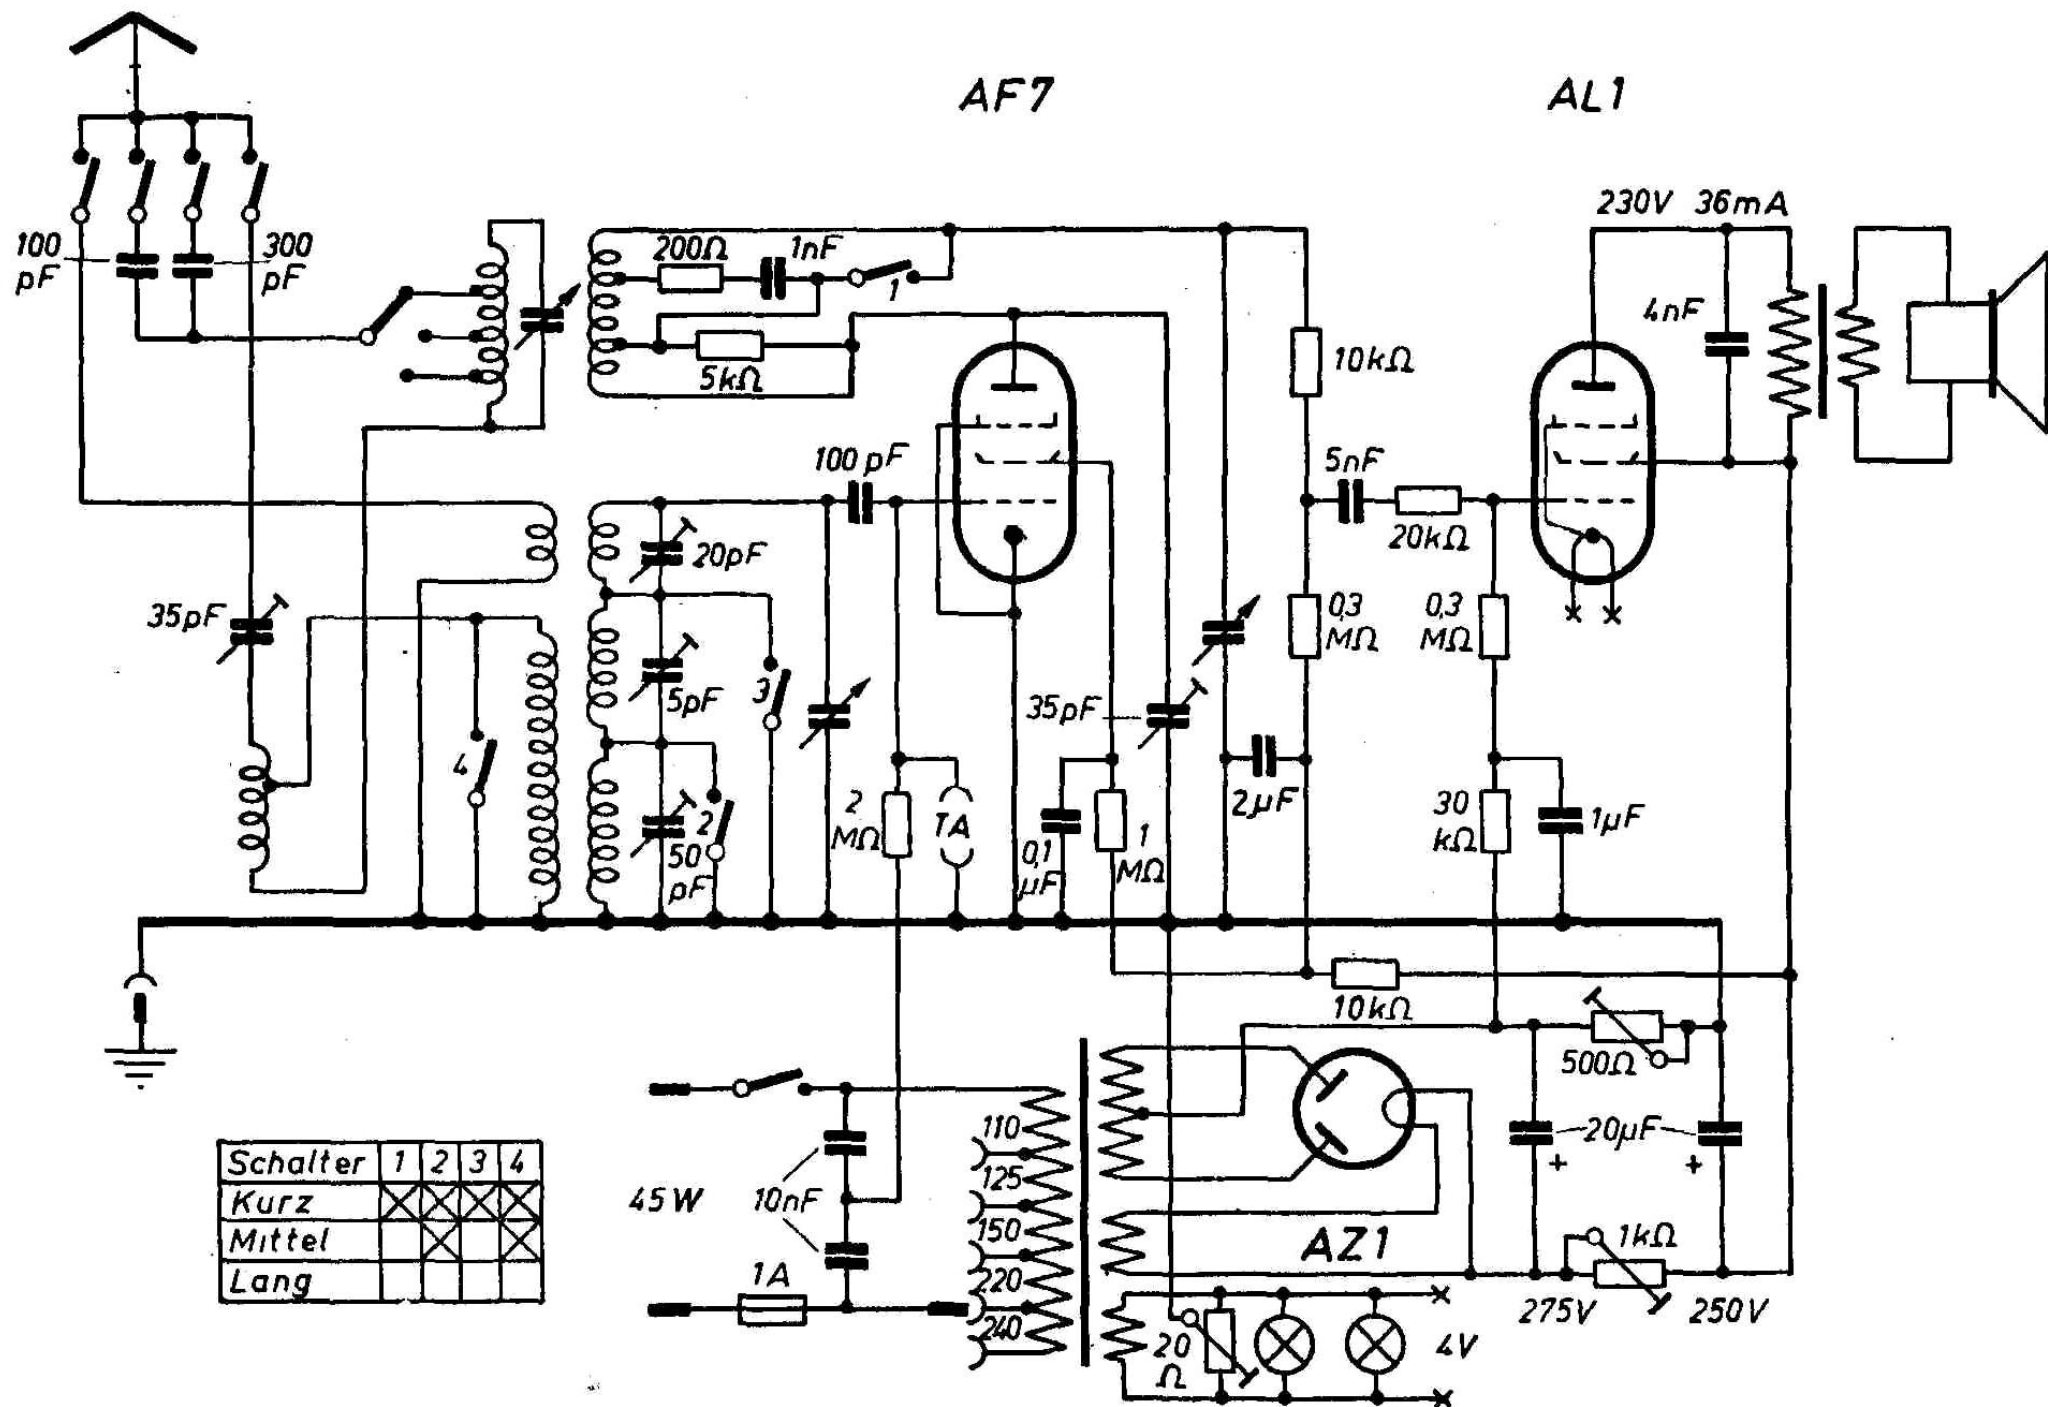 AF7
AL1
230V 36mA
100 pF
300 pF
200Ω
1nF
1
5kΩ
10kΩ
4nF
100 pF
5nF
20kΩ
20pF
35pF
0,3 MΩ
0,3 MΩ
5pF
3
35pF
4
2
50 pF
2 MΩ
TA
0,1 µF
1 MΩ
2µF
30 kΩ
1µF
10kΩ
500Ω
110
125
150
220
240
45W
10nF
1A
20µF
+
+
AZ1
1kΩ
275V
250V
20 Ω
4V
Schalter 1 2 3 4
Kurz
Mittel
Lang